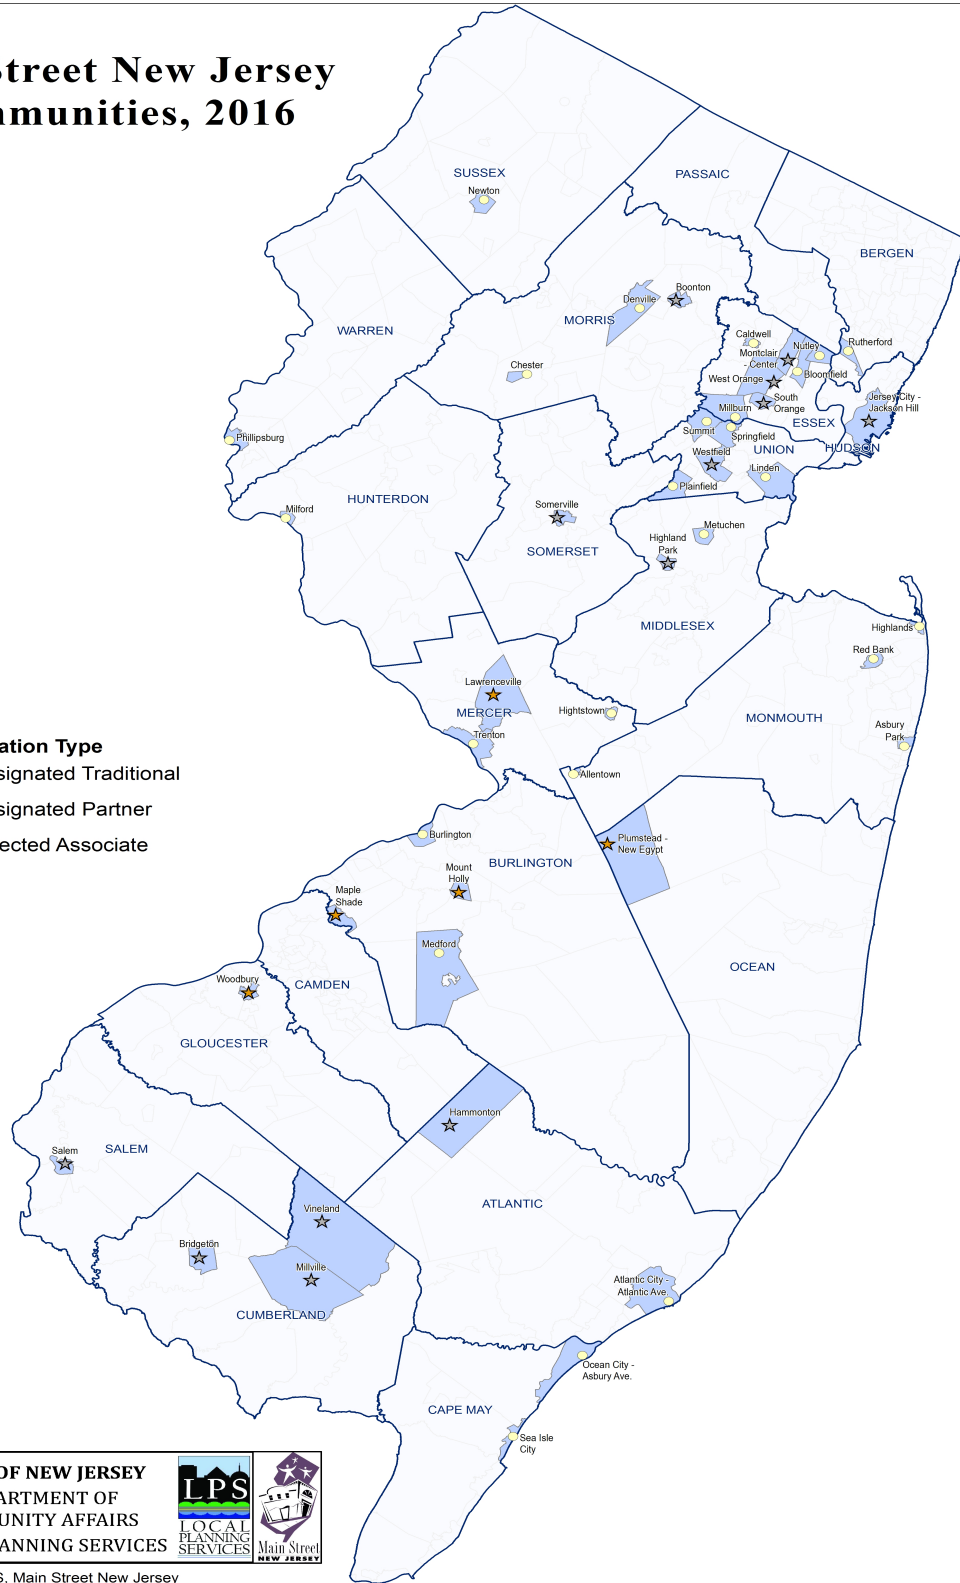 Street New Jersey
mmunities, 2016
SUSSEX
Newton
PASSAIC
BERGEN
WARREN
MORRIS
Denville
Boonton
Chester
Caldwell
Montclair
- Center
Nutley
Rutherford
Bloomfield
West Orange
South
Orange
Jersey City -
Jackson Hill
Millburn
ESSEX
Summit
Springfield
UNION
HUDSON
Westfield
Linden
Plainfield
Phillipsburg
Milford
HUNTERDON
Somerville
SOMERSET
Metuchen
Highland
Park
MIDDLESEX
Highlands
Red Bank
Lawrenceville
MERCER
Hightstown
MONMOUTH
Trenton
Asbury
Park
Allentown
ation Type
signated Traditional
signated Partner
lected Associate
Burlington
BURLINGTON
Plumstead -
New Egypt
Mount
Holly
Maple
Shade
Medford
OCEAN
Woodbury
CAMDEN
GLOUCESTER
Hammonton
Salem
SALEM
ATLANTIC
Vineland
Bridgeton
Millville
CUMBERLAND
Atlantic City -
Atlantic Ave.
Ocean City -
Asbury Ave.
CAPE MAY
Sea Isle
City
OF NEW JERSEY
ARTMENT OF
UNITY AFFAIRS
ANNING SERVICES
LPS
LOCAL
PLANNING
SERVICES
Main Street
NEW JERSEY
S, Main Street New Jersey